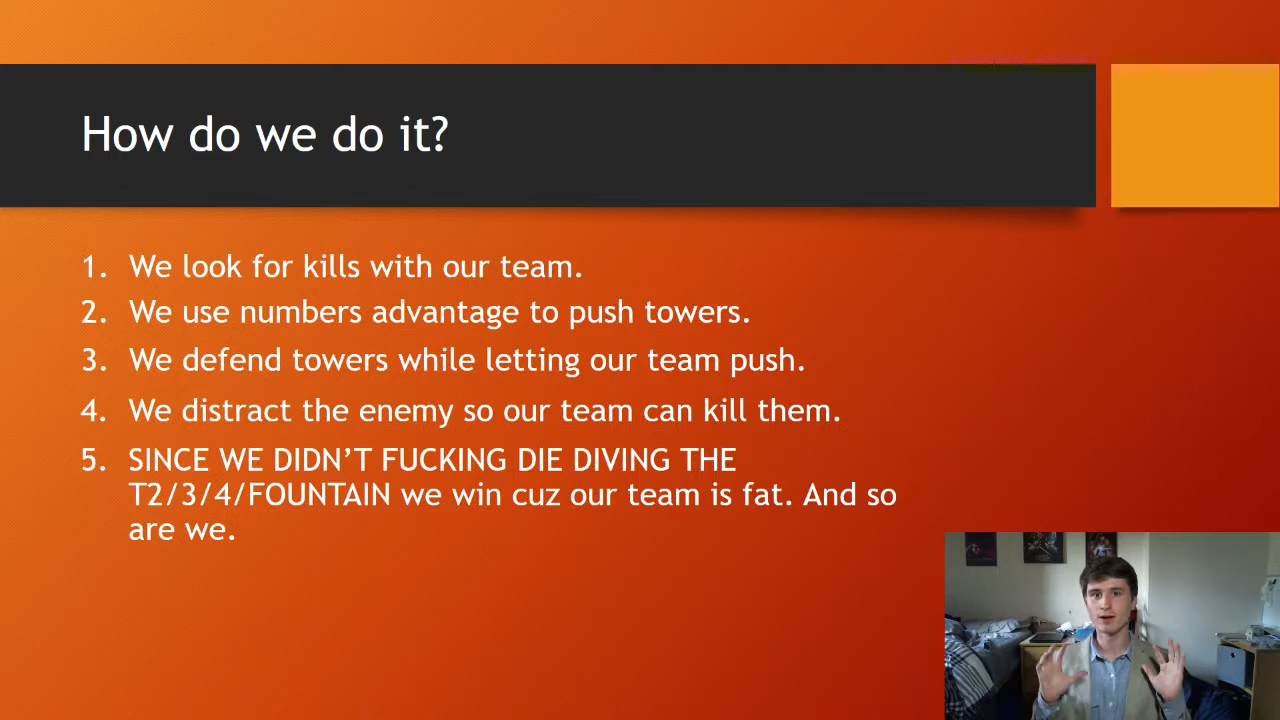 How do we do it?
1. We look for kills with our team.
2. We use numbers advantage to push towers.
3. We defend towers while letting our team push.
4. We distract the enemy so our team can kill them.
5. SINCE WE DIDN'T FUCKING DIE DIVING THE
T2/3/4/FOUNTAIN we win cuz our team is fat. And so
are we.